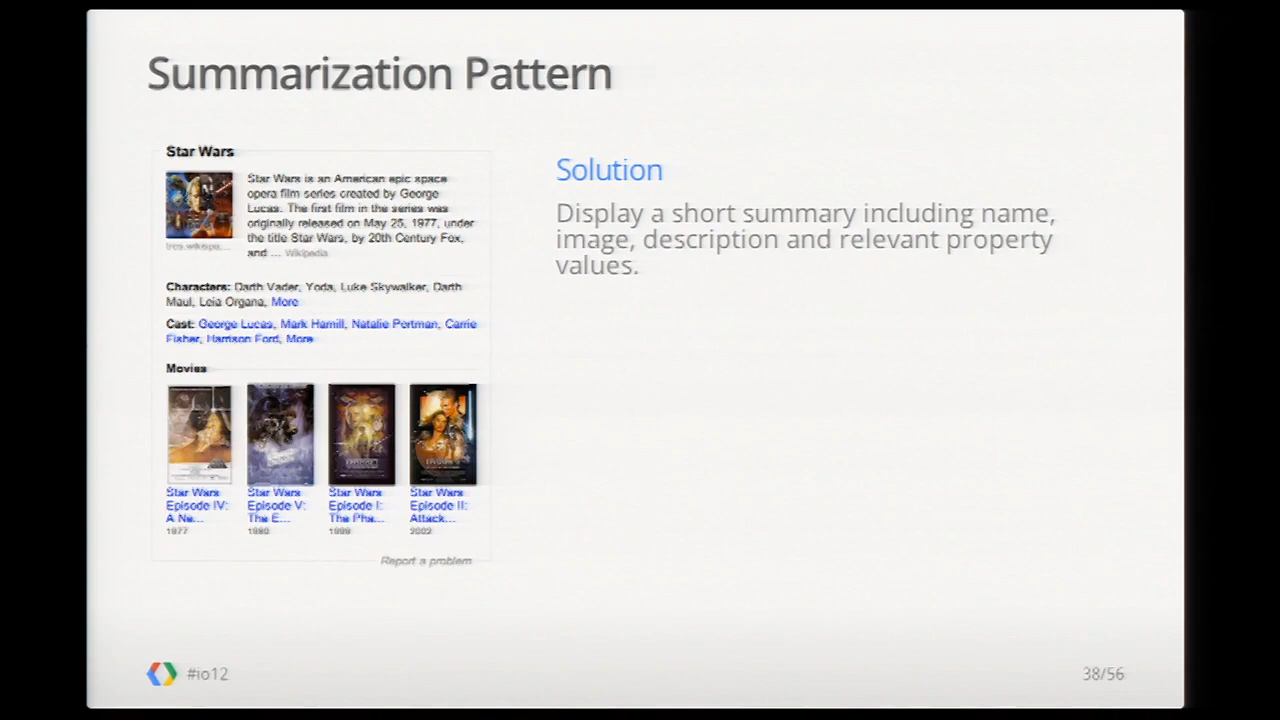 Summarization Pattern
Star Wars
Star Wars is an American epic space
opera film series created by George
Lucas. The first film in the series was
originally released on May 25, 1977, under
the title Star Wars, by 20th Century Fox,
and ... Wikipedia
Characters: Darth Vader, Yoda, Luke Skywalker, Darth
Maul, Leia Organa, More
Cast: George Lucas, Mark Hamill, Natalie Portman, Carrie
Fisher, Harrison Ford, More
Movies
Star Wars Episode IV: A Ne...
1977
Star Wars Episode V: The E...
1980
Star Wars Episode I: The Pha...
1999
Star Wars Episode II: Attack...
2002
Report a problem
Solution
Display a short summary including name,
image, description and relevant property
values.
#io12
38/56